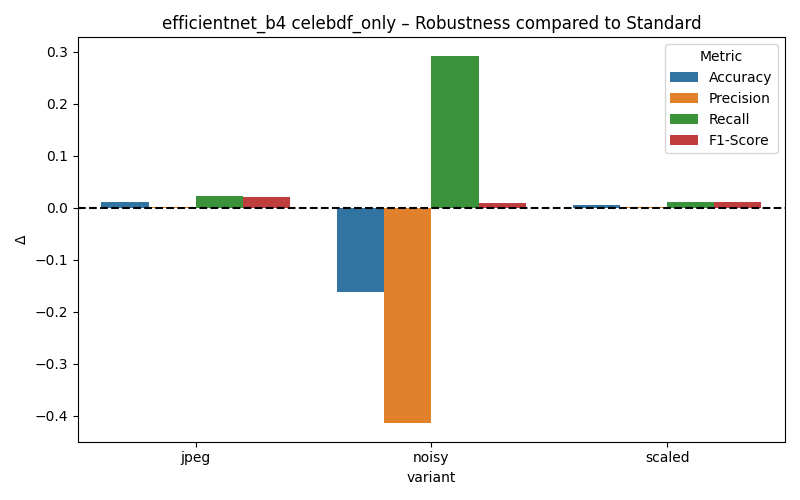 efficientnet_b4 celebdf_only – Robustness compared to Standard
Metric
Accuracy
Precision
Recall
F1-Score
0.3
0.2
0.1
0.0
−0.1
−0.2
−0.3
−0.4
Δ
jpeg noisy scaled
variant